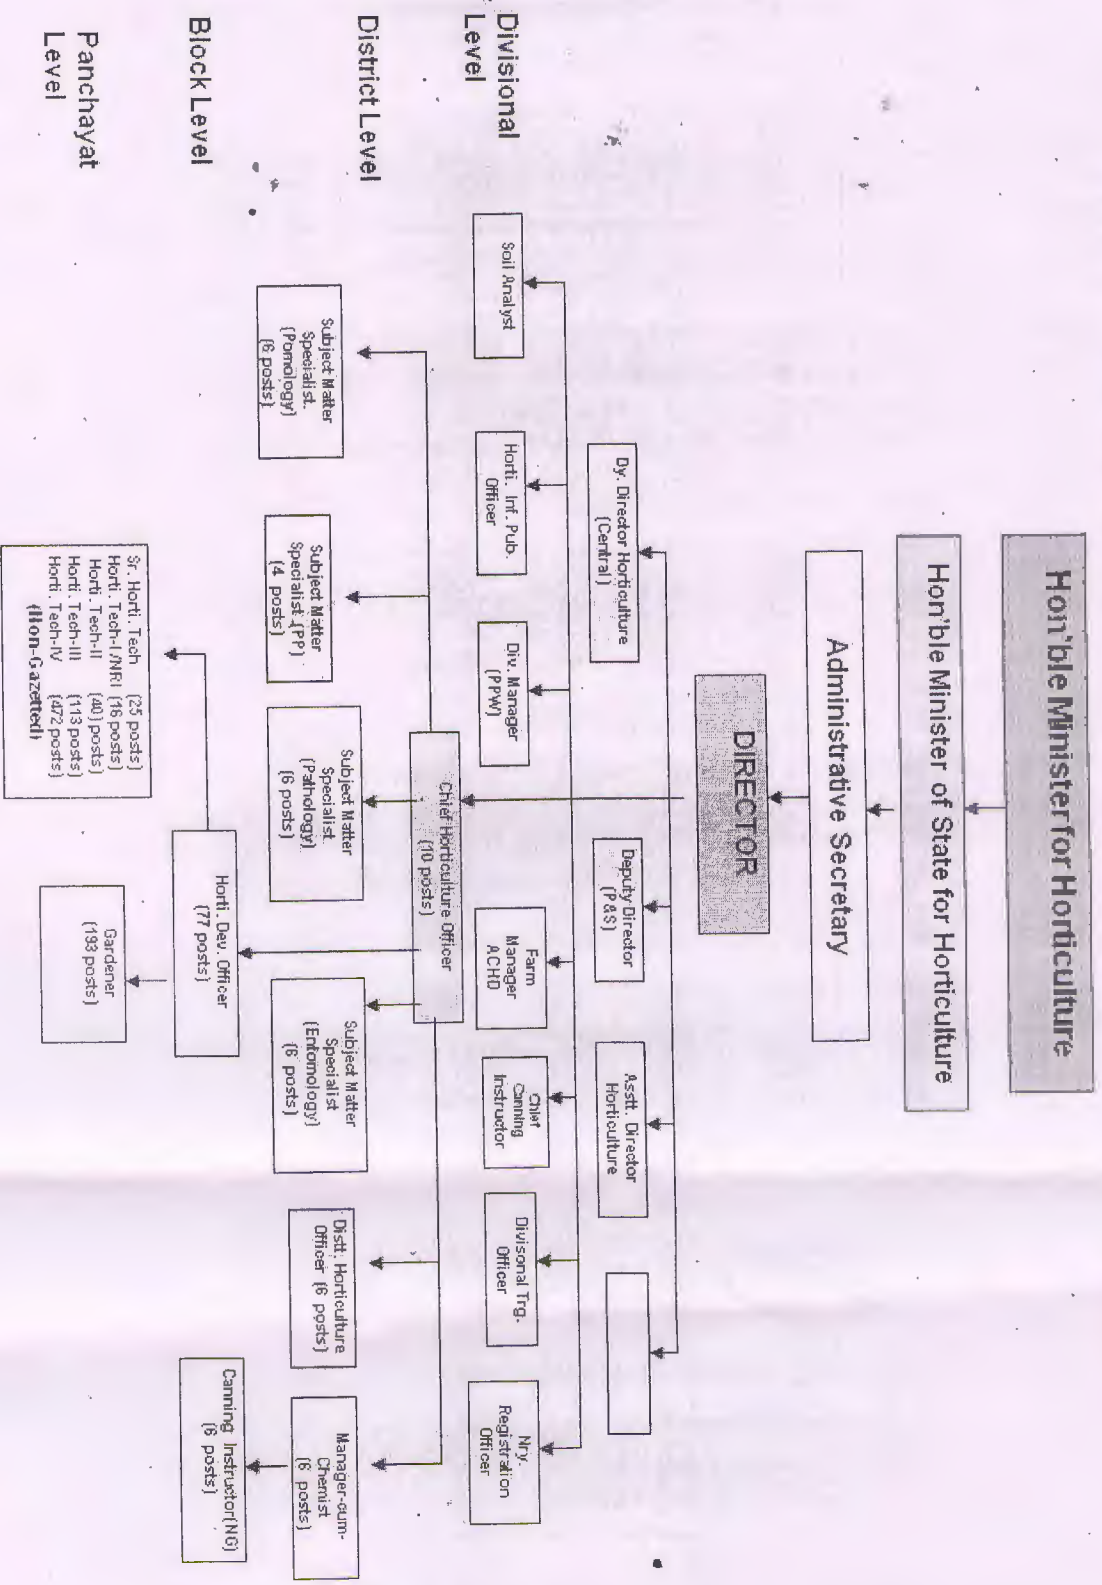 Hon'ble Minister for Horticulture
Hon'ble Minister of State for Horticulture
Administrative Secretary
DIRECTOR
Dy. Director Horticulture
(Central)
Deputy Director
(P&S)
Asstt. Director
Horticulture
Divisional
Level
Soil Analyst
Horti. Inf. Pub.
Officer
Div. Manager
(PPW)
Farm
Manager
ACHD
Chief
Canning
Instructor
Divisonal Trg.
Officer
Nry.
Registration
Officer
Chief Horticulture Officer
(10 posts)
District Level
Subject Matter
Specialist.
(Pomology)
(6 posts)
Subject Matter
Specialist.(PP)
(4 posts)
Subject Matter
Specialist.
(Pathology)
(6 posts)
Subject Matter
Specialist
(Entomology)
(6 posts)
Distt. Horticulture
Officer (6 posts)
Manager-cum-
Chemist
(6 posts)
Block Level
Horti. Dev. Officer
(77 posts)
Canning Instructor(NG)
(6 posts)
Panchayat
Level
Sr. Horti. Tech (25 posts)
Horti. Tech-I /NRI (16 posts)
Horti. Tech-II (40) posts)
Horti. Tech-III (113 posts)
Horti. Tech-IV (472 posts)
(Non-Gazetted)
Gardener
(193 posts)